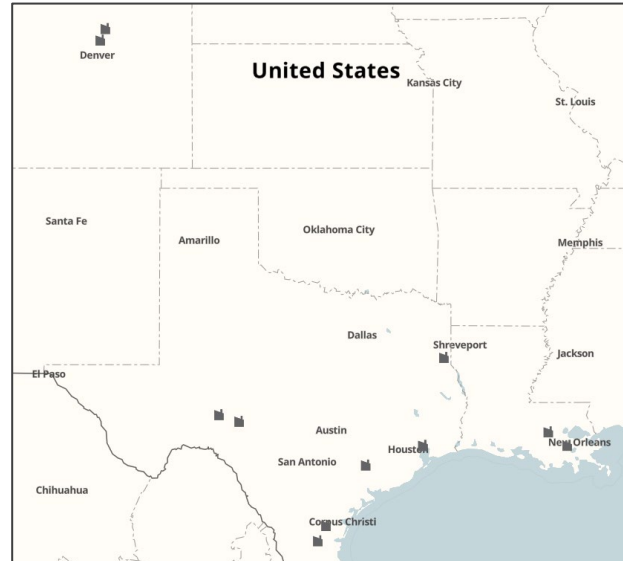 Denver
United States
Kansas City
St. Louis
Santa Fe
Amarillo
Oklahoma City
Memphis
Dallas
Shreveport
Jackson
El Paso
Austin
Houston
New Orleans
San Antonio
Chihuahua
Corpus Christi